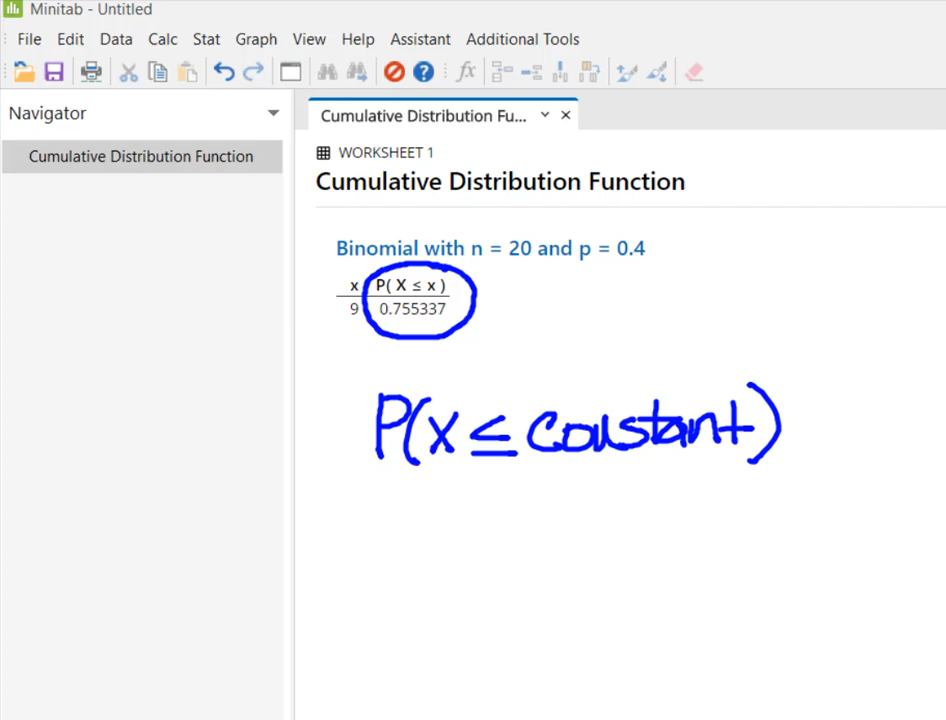 Minitab - Untitled
File Edit Data Calc Stat Graph View Help Assistant Additional Tools
fx
Navigator
Cumulative Distribution Fu...
Cumulative Distribution Function
WORKSHEET 1
Cumulative Distribution Function
Binomial with n = 20 and p = 0.4
x P( X ≤ x )
9 0.755337
P(X ≤ constant)